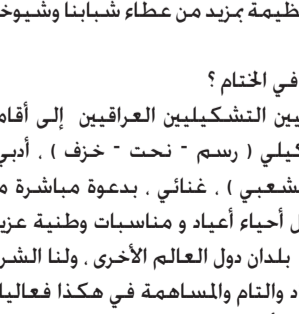 ظيمة بمزيد من عطاء شبابنا وشيوخ
في الختام ؟
يين التشكيليين العراقيين إلى أقام
كيلي ( رسم - نحت - خزف ) ، أدبي
شعبي ) ، غنائي ، بدعوة مباشرة م
ل أحياء أعياد و مناسبات وطنية عزي
بلدان دول العالم الأخرى ، ولنا الشر
د والتام والمساهمة في هكذا فعاليا